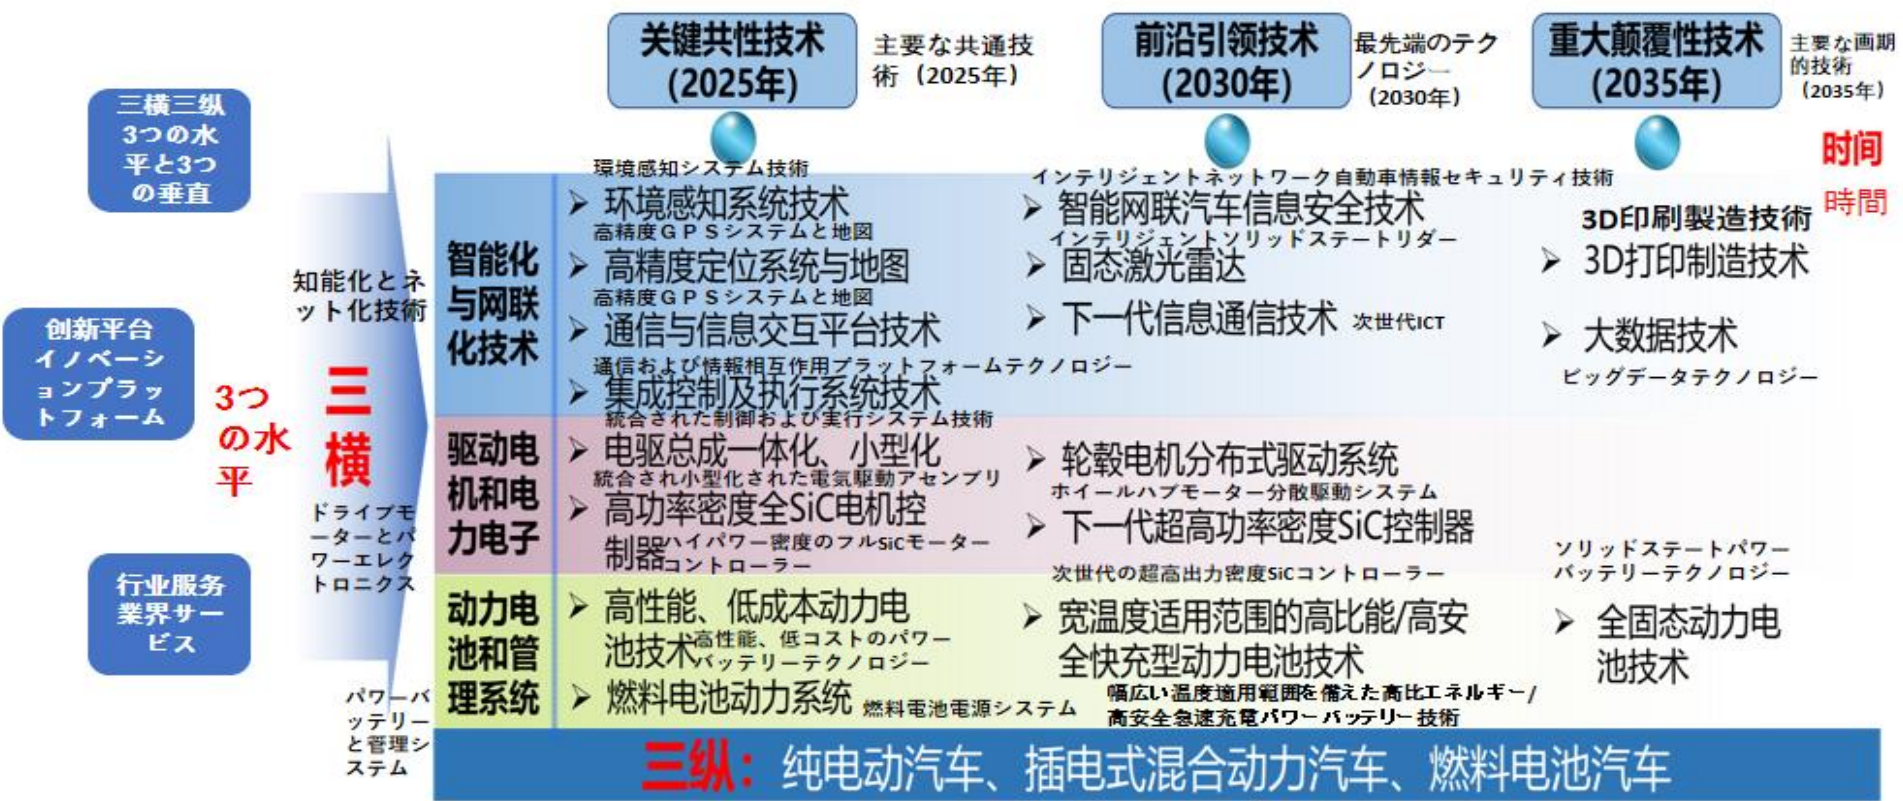 关键共性技术
(2025年)
主要な共通技
術（2025年）
前沿引领技术
(2030年)
最先端のテク
ノロジー
（2030年）
重大颠覆性技术
(2035年)
主要な画期
的技術
（2035年）
时间
時間
三横三纵
3つの水
平と3つ
の垂直
创新平台
イノベーシ
ョンプラッ
トフォーム
行业服务
業界サー
ビス
3つ
の水
平
三
横
知能化とネ
ット化技術
ドライブモ
ーターとパ
ワーエレク
トロニクス
パワーバ
ッテリー
と管理シ
ステム
智能化
与网联
化技术
環境感知システム技術
➢ 环境感知系统技术
高精度ＧＰＳシステムと地図
➢ 高精度定位系统与地图
高精度ＧＰＳシステムと地図
➢ 通信与信息交互平台技术
通信および情報相互作用プラットフォームテクノロジー
➢ 集成控制及执行系统技术
統合された制御および実行システム技術
インテリジェントネットワーク自動車情報セキュリティ技術
➢ 智能网联汽车信息安全技术
インテリジェントソリッドステートリダー
➢ 固态激光雷达
➢ 下一代信息通信技术 次世代ICT
3D印刷製造技術
➢ 3D打印制造技术
➢ 大数据技术
ビッグデータテクノロジー
驱动电
机和电
力电子
➢ 电驱总成一体化、小型化
統合され小型化された電気駆動アセンブリ
➢ 高功率密度全SiC电机控
制器ハイパワー密度のフルSiCモーター
コントローラー
➢ 轮毂电机分布式驱动系统
ホイールハブモーター分散駆動システム
➢ 下一代超高功率密度SiC控制器
次世代の超高出力密度SiCコントローラー
动力电
池和管
理系统
➢ 高性能、低成本动力电
池技术高性能、低コストのパワー
バッテリーテクノロジー
➢ 燃料电池动力系统 燃料電池電源システム
➢ 宽温度适用范围的高比能/高安
全快充型动力电池技术
幅広い温度適用範囲を備えた高比エネルギー/
高安全急速充電パワーバッテリー技術
ソリッドステートパワー
バッテリーテクノロジー
➢ 全固态动力电
池技术
三纵：纯电动汽车、插电式混合动力汽车、燃料电池汽车